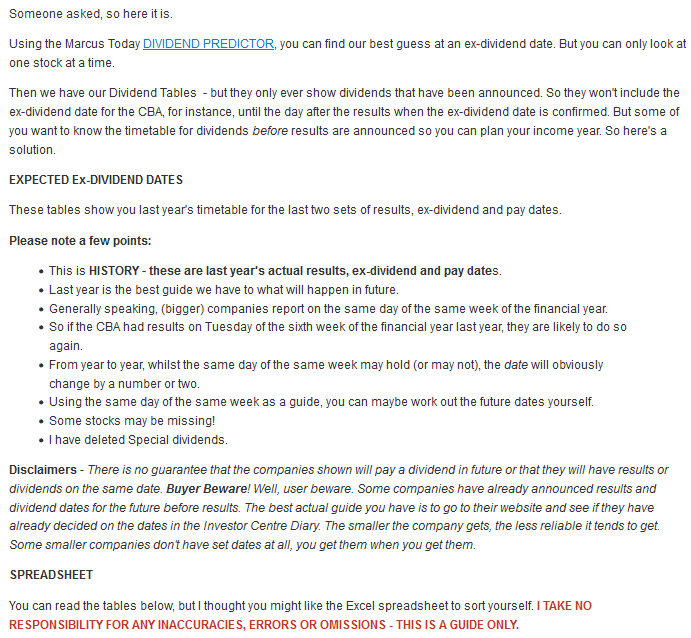 Someone asked, so here it is.
Using the Marcus Today DIVIDEND PREDICTOR, you can find our best guess at an ex-dividend date. But you can only look at
one stock at a time.
Then we have our Dividend Tables - but they only ever show dividends that have been announced. So they won't include the
ex-dividend date for the CBA, for instance, until the day after the results when the ex-dividend date is confirmed. But some of
you want to know the timetable for dividends before results are announced so you can plan your income year. So here's a
solution.
EXPECTED Ex-DIVIDEND DATES
These tables show you last year's timetable for the last two sets of results, ex-dividend and pay dates.
Please note a few points:
• This is HISTORY - these are last year's actual results, ex-dividend and pay dates.
• Last year is the best guide we have to what will happen in future.
• Generally speaking, (bigger) companies report on the same day of the same week of the financial year.
• So if the CBA had results on Tuesday of the sixth week of the financial year last year, they are likely to do so
again.
• From year to year, whilst the same day of the same week may hold (or may not), the date will obviously
change by a number or two.
• Using the same day of the same week as a guide, you can maybe work out the future dates yourself.
• Some stocks may be missing!
• I have deleted Special dividends.
Disclaimers - There is no guarantee that the companies shown will pay a dividend in future or that they will have results or
dividends on the same date. Buyer Beware! Well, user beware. Some companies have already announced results and
dividend dates for the future before results. The best actual guide you have is to go to their website and see if they have
already decided on the dates in the Investor Centre Diary. The smaller the company gets, the less reliable it tends to get.
Some smaller companies don't have set dates at all, you get them when you get them.
SPREADSHEET
You can read the tables below, but I thought you might like the Excel spreadsheet to sort yourself. I TAKE NO
RESPONSIBILITY FOR ANY INACCURACIES, ERRORS OR OMISSIONS - THIS IS A GUIDE ONLY.